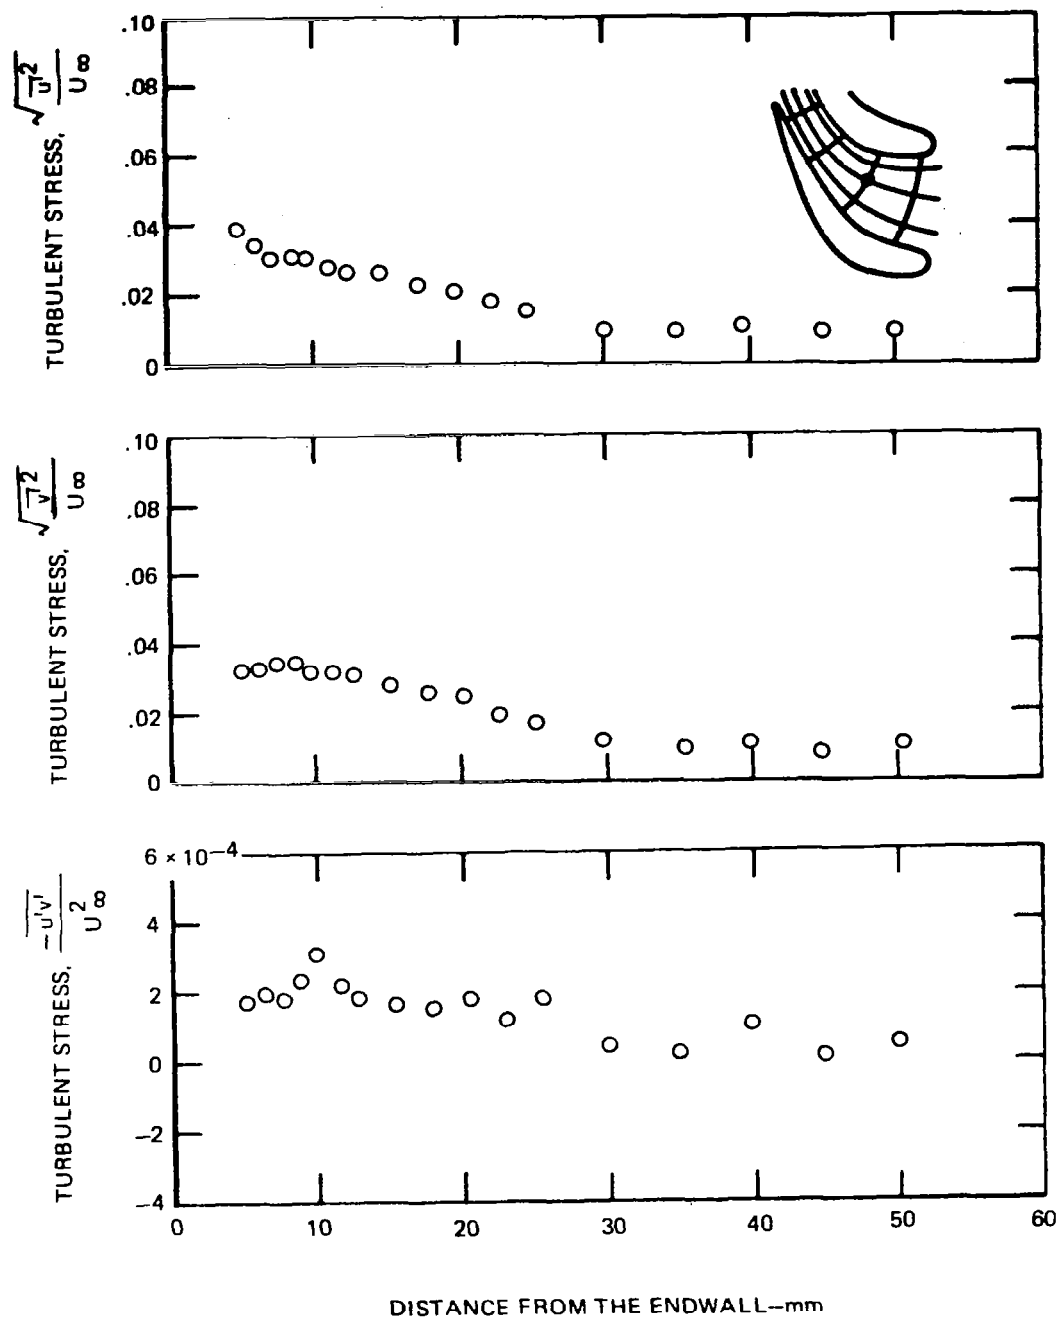 TURBULENT STRESS, √u'² / U∞
.10
.08
.06
.04
.02
0
TURBULENT STRESS, √v'² / U∞
.10
.08
.06
.04
.02
0
TURBULENT STRESS, −u'v' / U∞²
6 × 10⁻⁴
4
2
0
−2
−4
0 10 20 30 40 50 60
DISTANCE FROM THE ENDWALL—mm